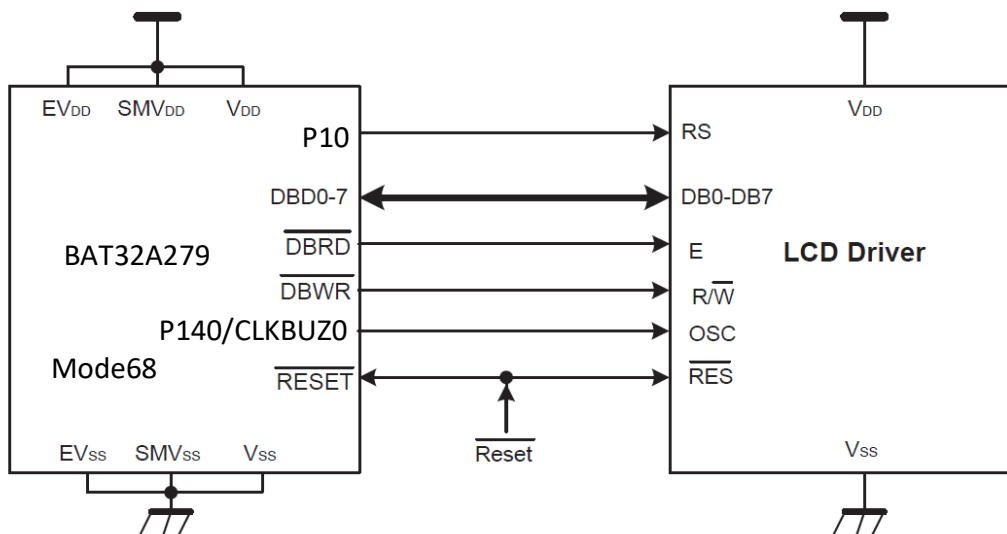 EVDD SMVDD VDD
VDD
P10
RS
DBD0-7
DB0-DB7
DBRD
E
BAT32A279
LCD Driver
DBWR
R/W
P140/CLKBUZ0
OSC
Mode68
RESET
RES
Reset
EVSS SMVSS VSS
VSS